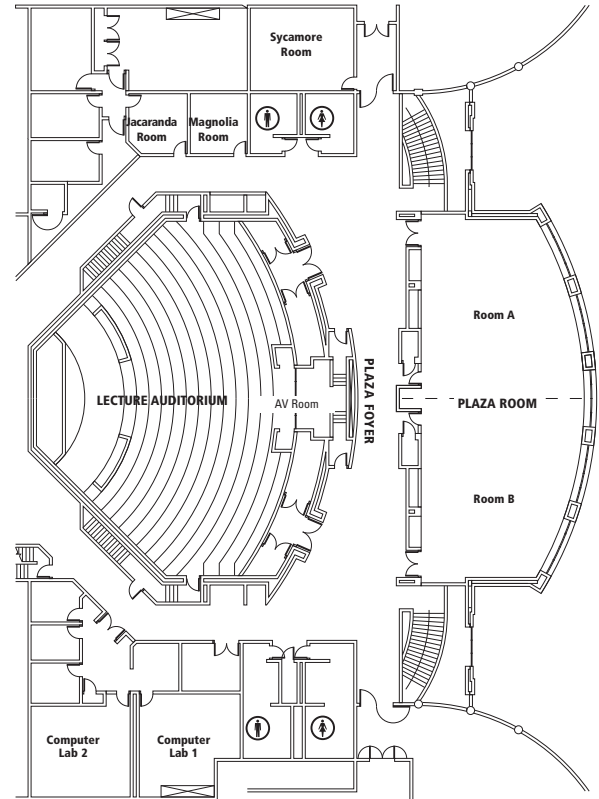 Sycamore
Room
Jacaranda
Room
Magnolia
Room
Room A
PLAZA FOYER
LECTURE AUDITORIUM
AV Room
PLAZA ROOM
Room B
Computer
Lab 2
Computer
Lab 1